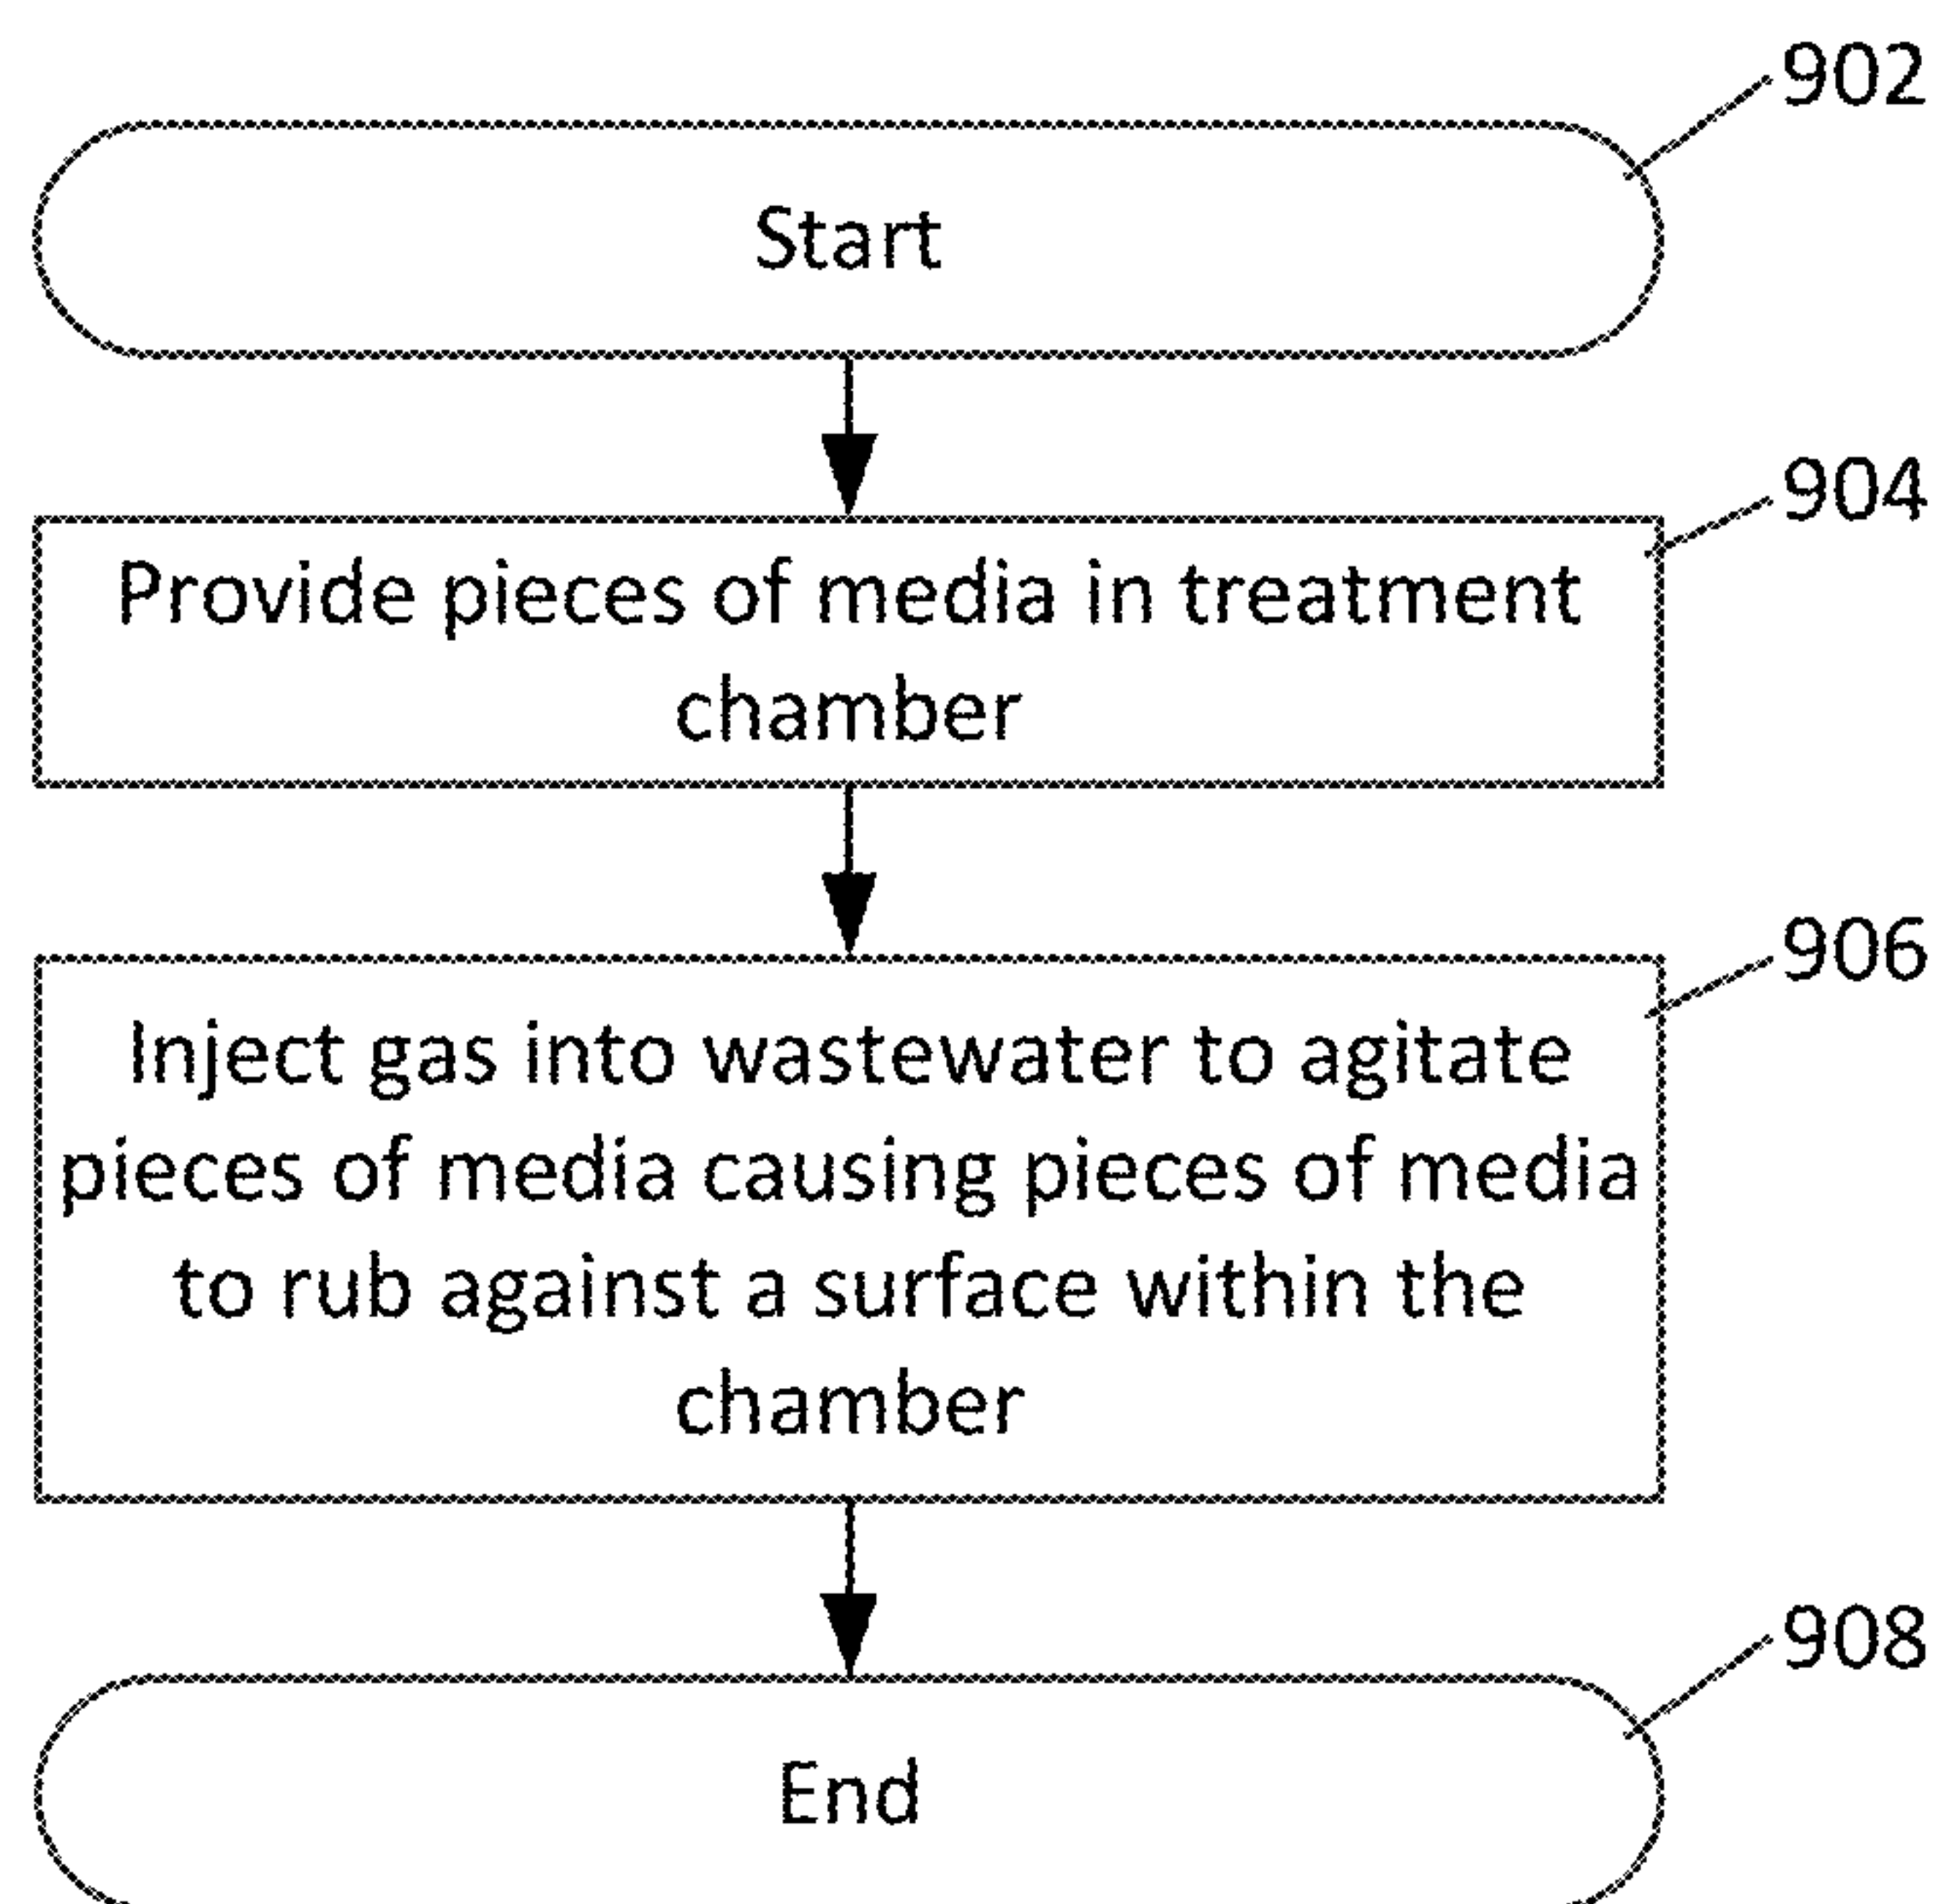 902
Start
904
Provide pieces of media in treatment
chamber
906
Inject gas into wastewater to agitate
pieces of media causing pieces of media
to rub against a surface within the
chamber
908
End